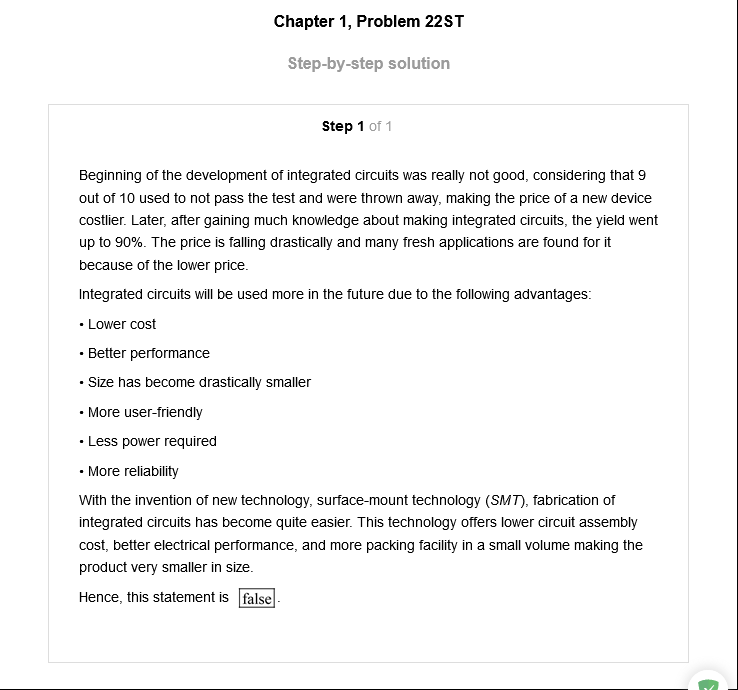 Chapter 1, Problem 22ST
Step-by-step solution
Step 1 of 1
Beginning of the development of integrated circuits was really not good, considering that 9
out of 10 used to not pass the test and were thrown away, making the price of a new device
costlier. Later, after gaining much knowledge about making integrated circuits, the yield went
up to 90%. The price is falling drastically and many fresh applications are found for it
because of the lower price.
Integrated circuits will be used more in the future due to the following advantages:
• Lower cost
• Better performance
• Size has become drastically smaller
• More user-friendly
• Less power required
• More reliability
With the invention of new technology, surface-mount technology (SMT), fabrication of
integrated circuits has become quite easier. This technology offers lower circuit assembly
cost, better electrical performance, and more packing facility in a small volume making the
product very smaller in size.
Hence, this statement is false.